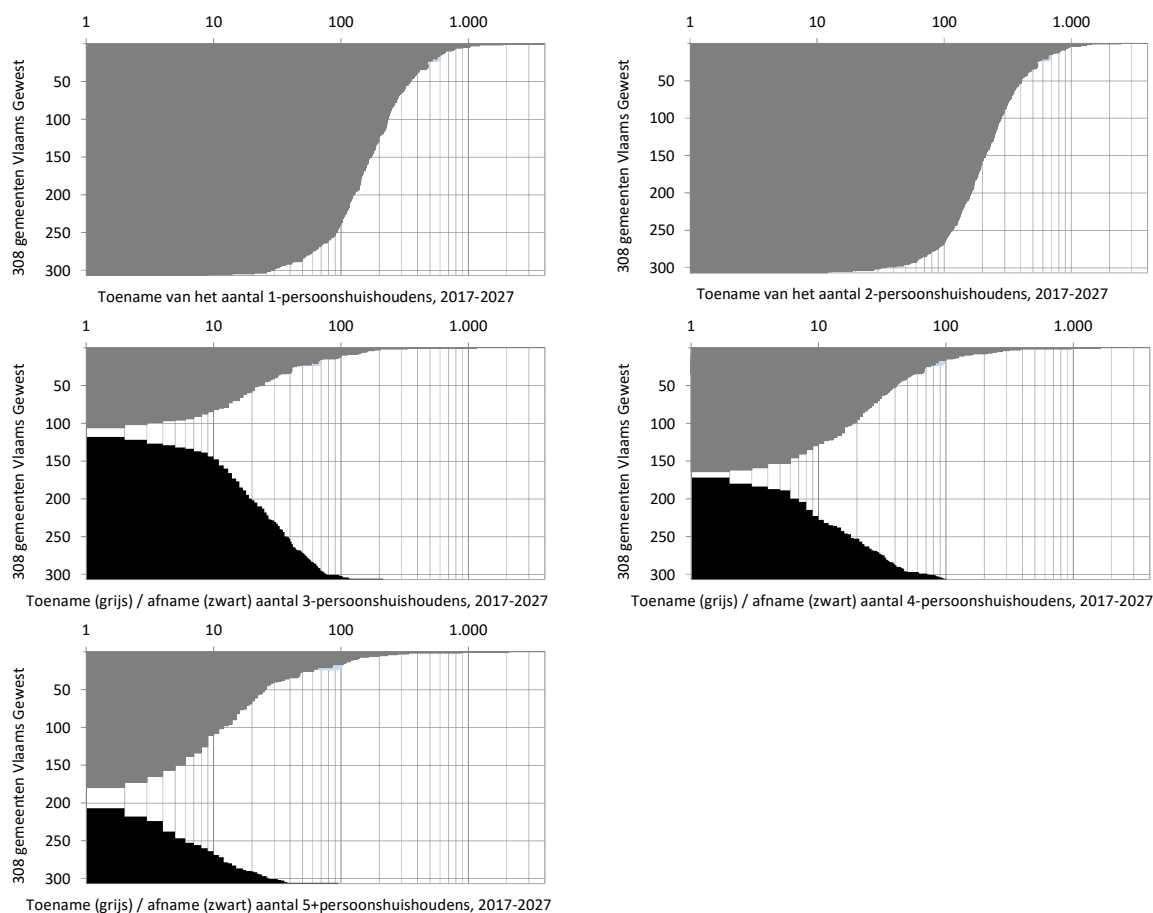 1 10 100 1.000
308 gemeenten Vlaams Gewest
50
100
150
200
250
300
Toename van het aantal 1-persoonshuishoudens, 2017-2027
1 10 100 1.000
308 gemeenten Vlaams Gewest
50
100
150
200
250
300
Toename van het aantal 2-persoonshuishoudens, 2017-2027
1 10 100 1.000
308 gemeenten Vlaams Gewest
50
100
150
200
250
300
Toename (grijs) / afname (zwart) aantal 3-persoonshuishoudens, 2017-2027
1 10 100 1.000
308 gemeenten Vlaams Gewest
50
100
150
200
250
300
Toename (grijs) / afname (zwart) aantal 4-persoonshuishoudens, 2017-2027
1 10 100 1.000
308 gemeenten Vlaams Gewest
50
100
150
200
250
300
Toename (grijs) / afname (zwart) aantal 5+persoonshuishoudens, 2017-2027